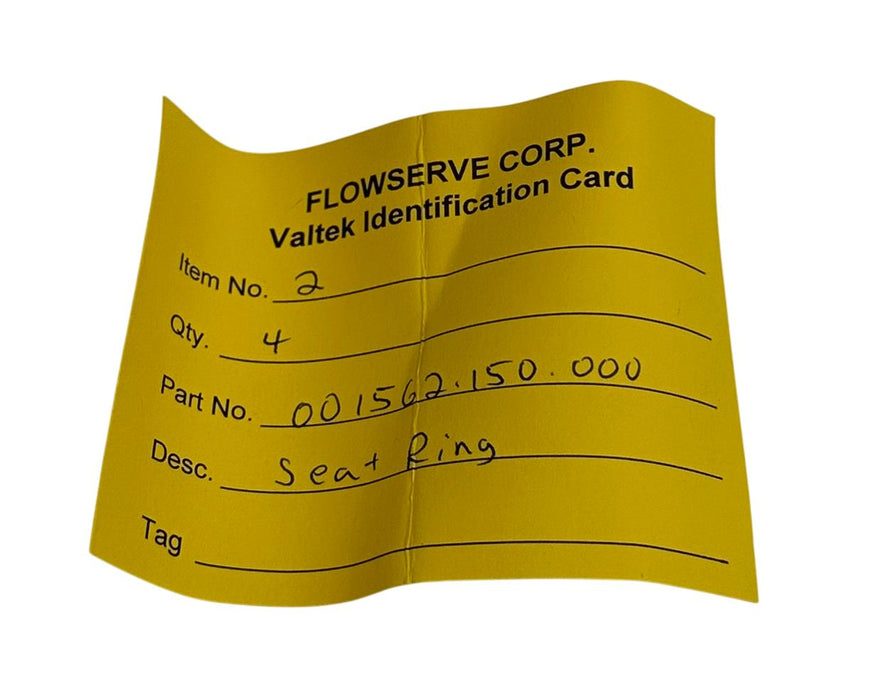 FLOWSERVE CORP.
Valtek Identification Card
Item No. 2
Qty. 4
Part No. 001562.150.000
Desc. Seat Ring
Tag